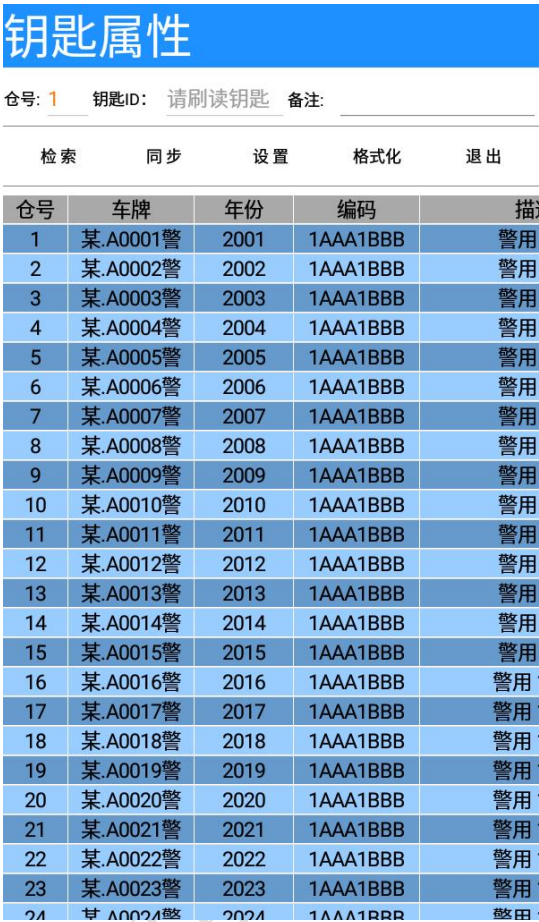 钥匙属性
仓号: 1 钥匙ID: 请刷读钥匙 备注:
检索 同步 设置 格式化 退出
仓号 车牌 年份 编码
1 某.A0001警 2001 1AAA1BBB 警用
2 某.A0002警 2002 1AAA1BBB 警用
3 某.A0003警 2003 1AAA1BBB 警用
4 某.A0004警 2004 1AAA1BBB 警用
5 某.A0005警 2005 1AAA1BBB 警用
6 某.A0006警 2006 1AAA1BBB 警用
7 某.A0007警 2007 1AAA1BBB 警用
8 某.A0008警 2008 1AAA1BBB 警用
9 某.A0009警 2009 1AAA1BBB 警用
10 某.A0010警 2010 1AAA1BBB 警用
11 某.A0011警 2011 1AAA1BBB 警用
12 某.A0012警 2012 1AAA1BBB 警用
13 某.A0013警 2013 1AAA1BBB 警用
14 某.A0014警 2014 1AAA1BBB 警用
15 某.A0015警 2015 1AAA1BBB 警用
16 某.A0016警 2016 1AAA1BBB 警用
17 某.A0017警 2017 1AAA1BBB 警用
18 某.A0018警 2018 1AAA1BBB 警用
19 某.A0019警 2019 1AAA1BBB 警用
20 某.A0020警 2020 1AAA1BBB 警用
21 某.A0021警 2021 1AAA1BBB 警用
22 某.A0022警 2022 1AAA1BBB 警用
23 某.A0023警 2023 1AAA1BBB 警用
24 某.A0024警 2024 1AAA1BBB 警用